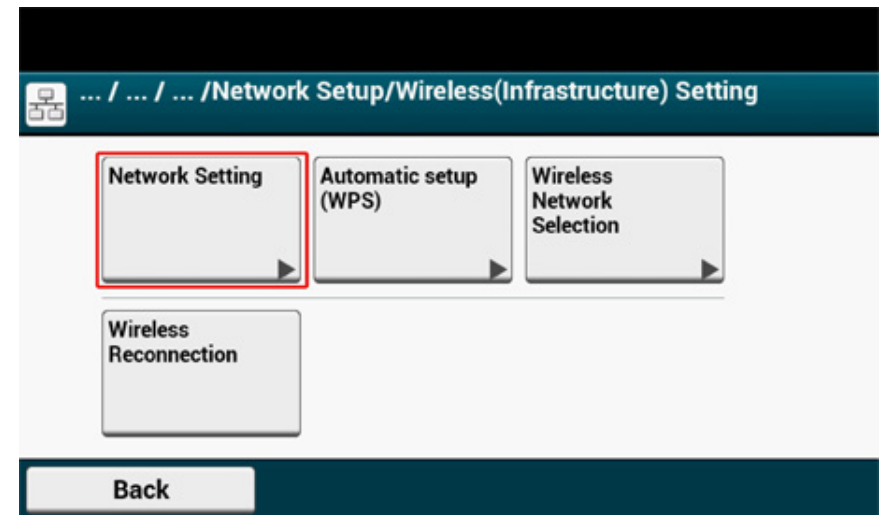 ... / ... / ... /Network Setup/Wireless(Infrastructure) Setting
Network Setting
Automatic setup
(WPS)
Wireless
Network
Selection
Wireless
Reconnection
Back